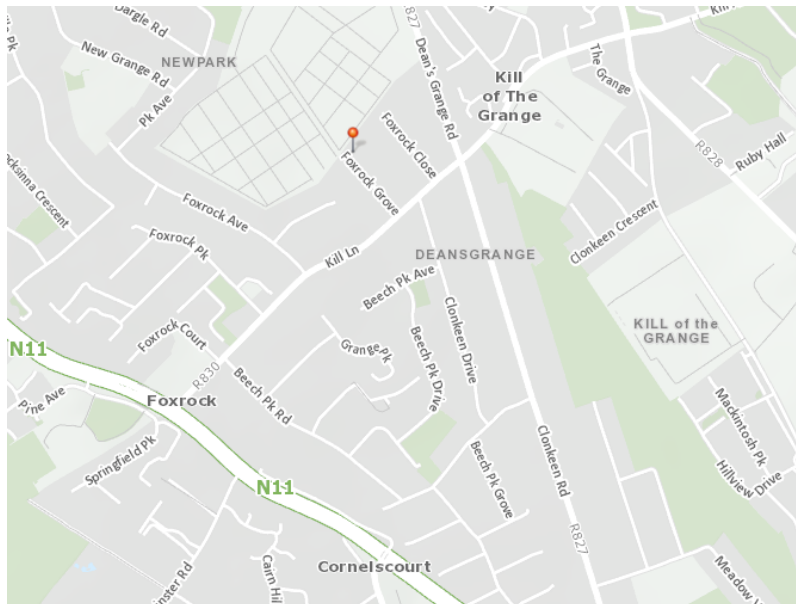 Dargle Rd
R827
NEWPARK
New Grange Rd
Pk Ave
Dean's Grange Rd
Kill
of The
Grange
The Grange
R828
Ruby Hall
Foxrock Close
Foxrock Grove
Foxrock Ave
Foxrock Pk
Kill Ln
DEANSGRANGE
Clonkeen Crescent
Beech Pk Ave
Clonkeen Drive
KILL of the
GRANGE
Foxrock Court
Grange Pk
Beech Pk Drive
N11
R830
Beech Pk Rd
Pine Ave
Foxrock
Springfield Pk
Mackintosh Pk
Hillview Drive
Clonkeen Rd
Beech Pk Grove
N11
R827
Cornelscourt
Cairn Hil
Meadow